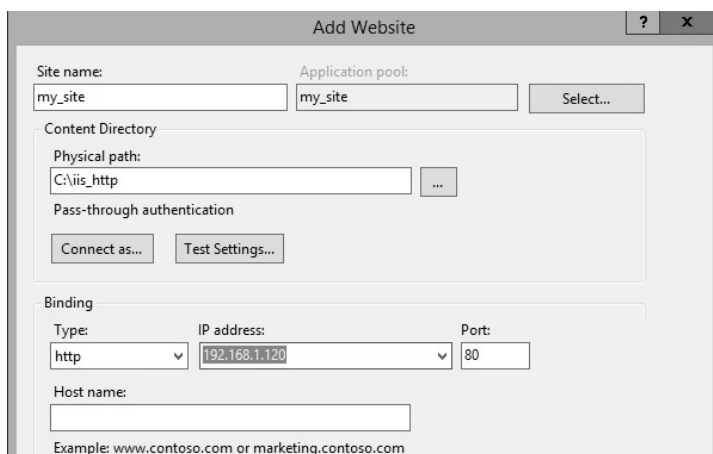 Add Website
? x
Site name: Application pool:
my_site my_site Select...
Content Directory
Physical path:
C:\iis_http ...
Pass-through authentication
Connect as... Test Settings...
Binding
Type: IP address: Port:
http 192.168.1.120 80
Host name:
Example: www.contoso.com or marketing.contoso.com